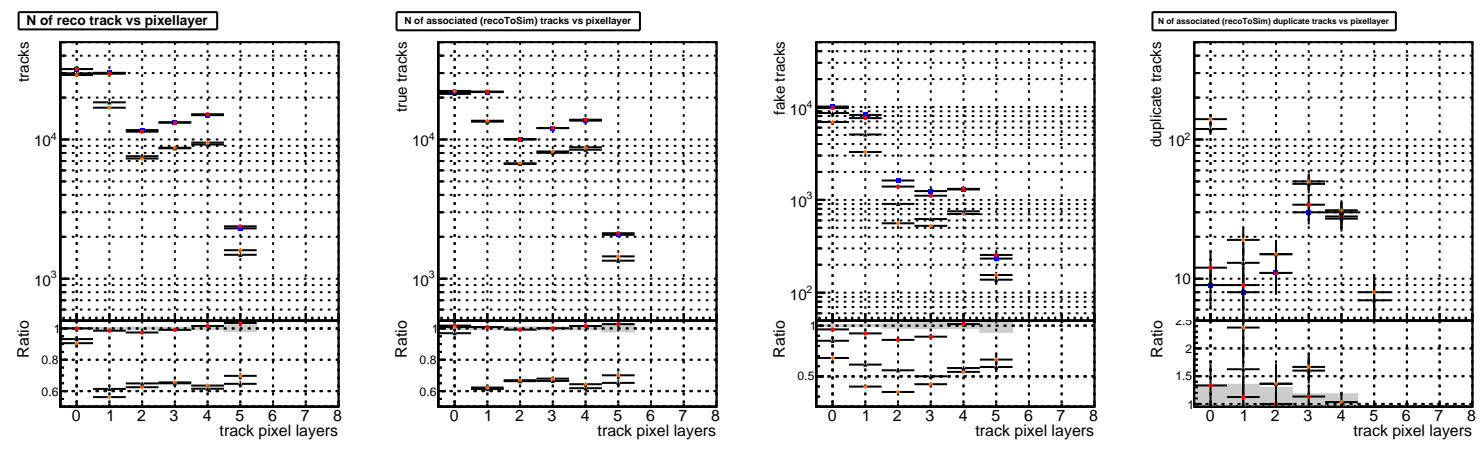 N of reco track vs pixellayer
tracks
10^4
10^3
Ratio
1
0.8
0.6
0 1 2 3 4 5 6 7 8
track pixel layers
N of associated (recoToSim) tracks vs pixellayer
true tracks
10^4
10^3
Ratio
1
0.8
0.6
0 1 2 3 4 5 6 7 8
track pixel layers
fake tracks
10^4
10^3
10^2
Ratio
1
0.5
0 1 2 3 4 5 6 7 8
track pixel layers
N of associated (recoToSim) duplicate tracks vs pixellayer
duplicate tracks
10^2
10
Ratio
2.5
2
1.5
1
0 1 2 3 4 5 6 7 8
track pixel layers